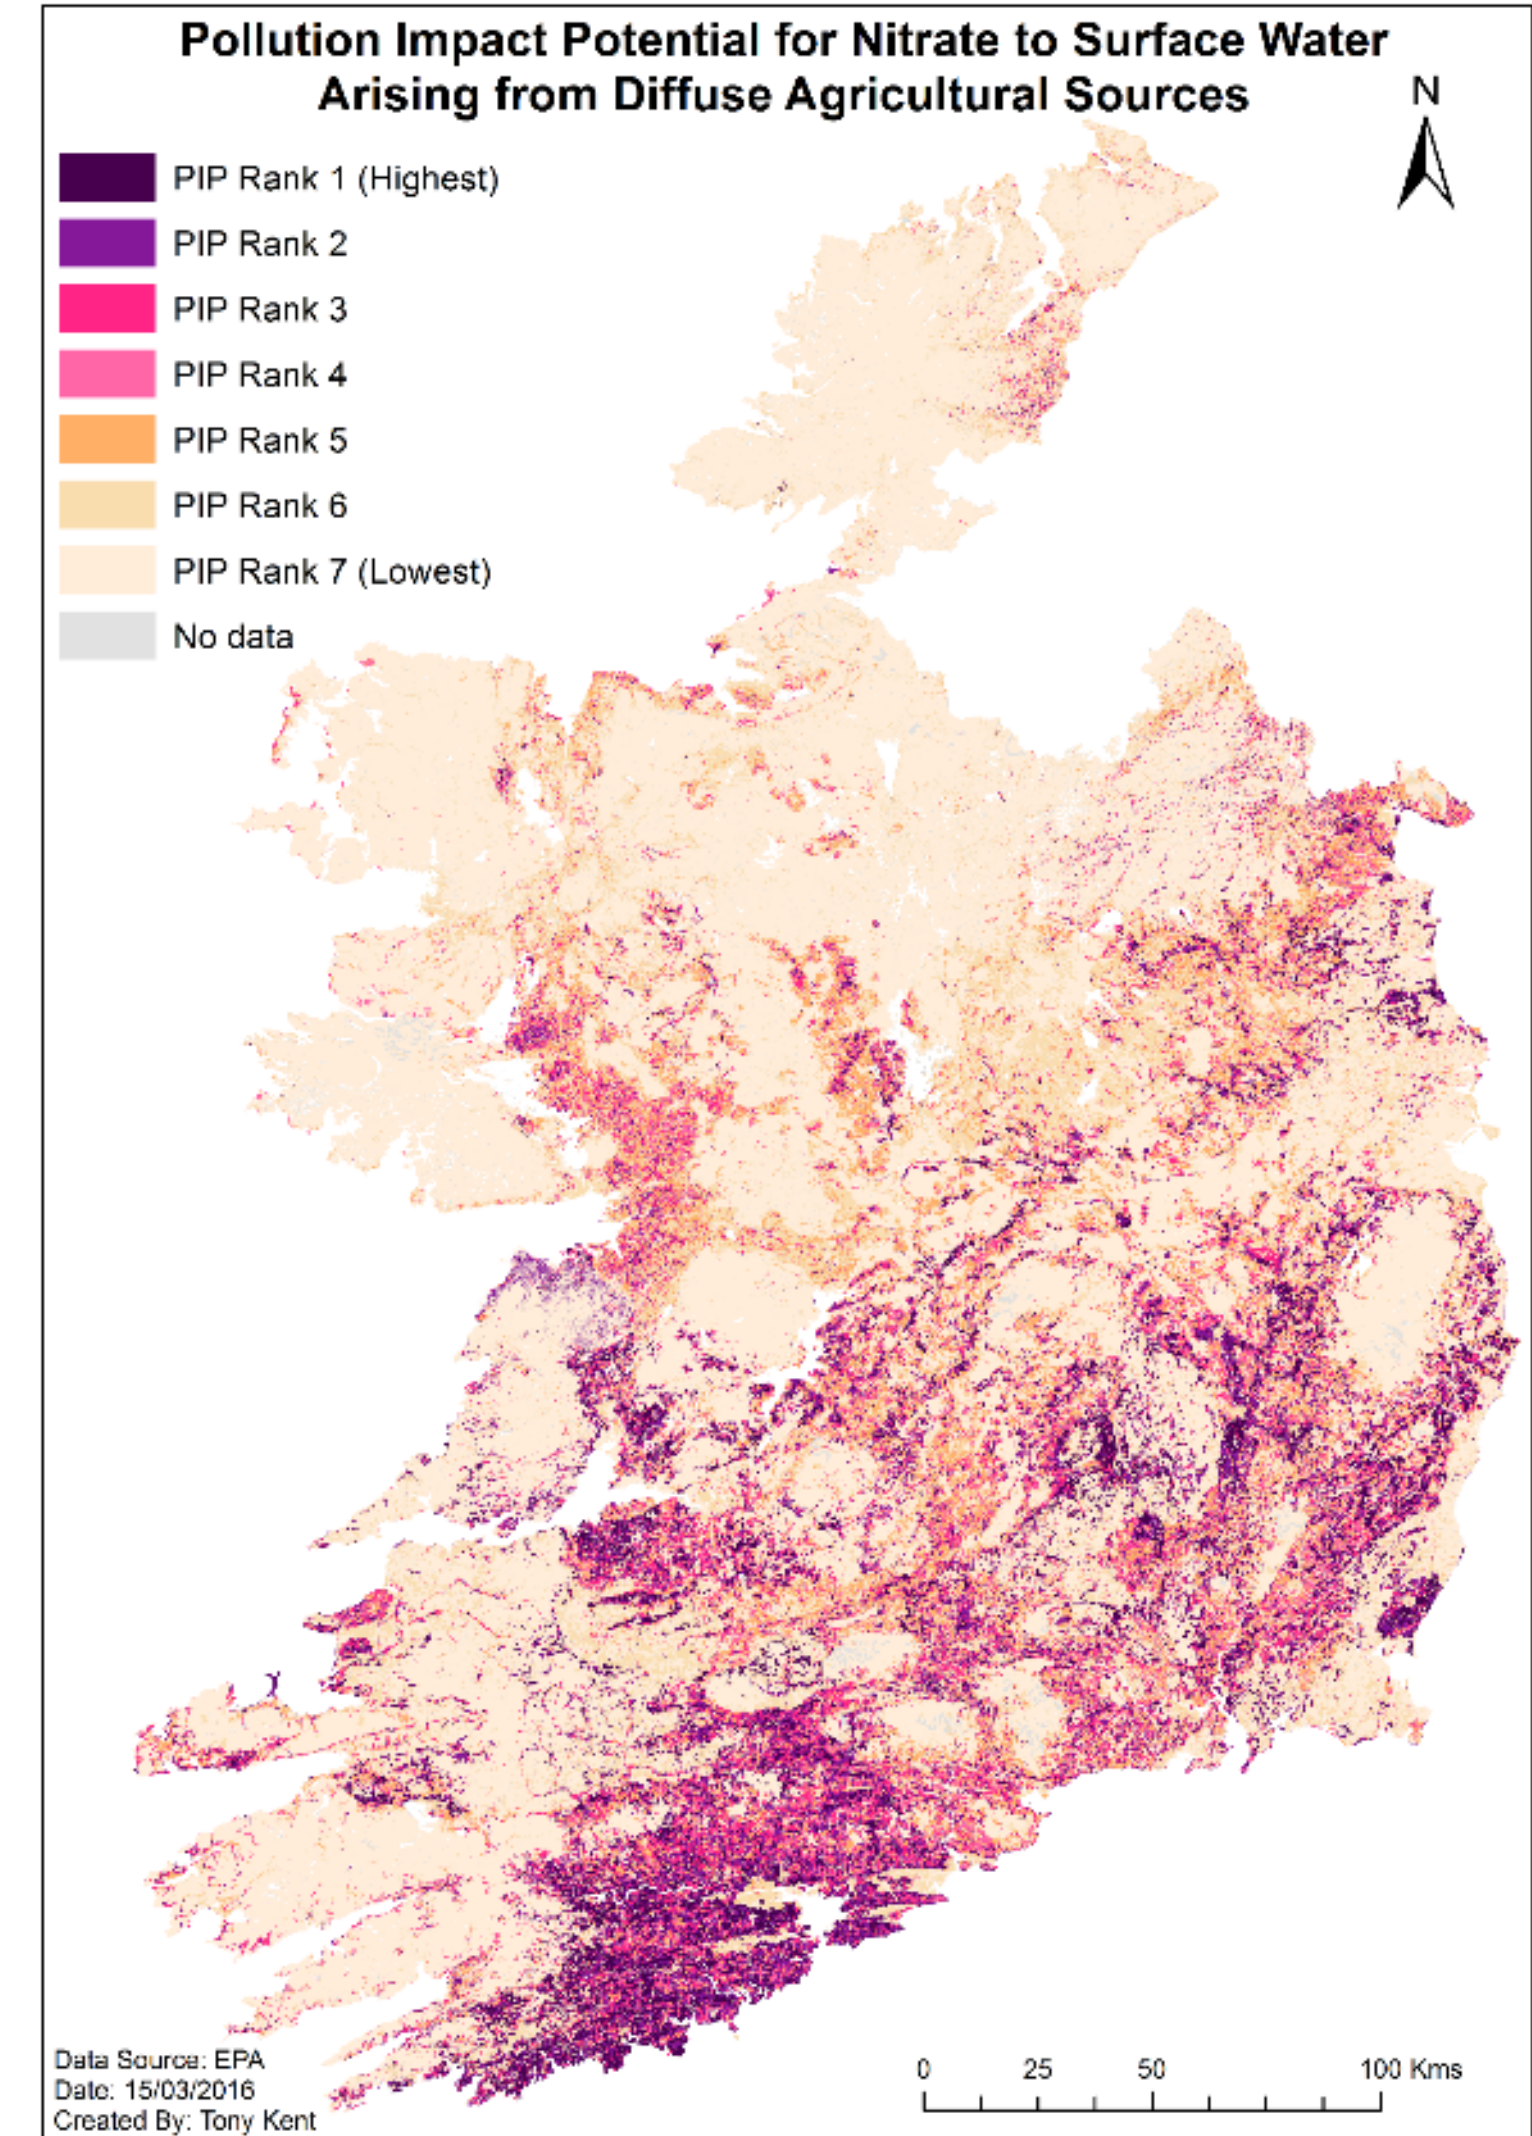 Pollution Impact Potential for Nitrate to Surface Water
Arising from Diffuse Agricultural Sources
N
PIP Rank 1 (Highest)
PIP Rank 2
PIP Rank 3
PIP Rank 4
PIP Rank 5
PIP Rank 6
PIP Rank 7 (Lowest)
No data
Data Source: EPA
Date: 15/03/2016
Created By: Tony Kent
0 25 50 100 Kms